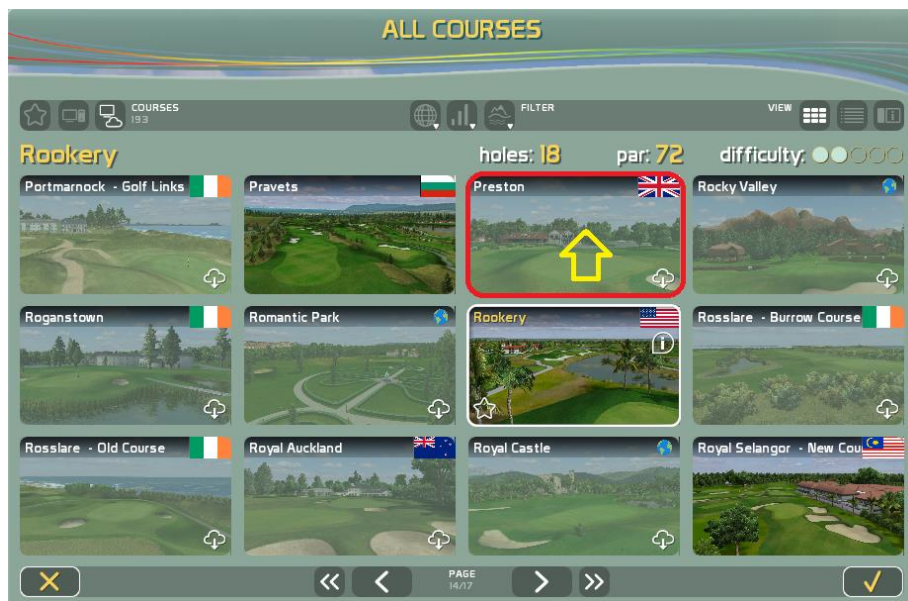 ALL COURSES
COURSES
193
FILTER
VIEW
Rookery
holes: 18
par: 72
difficulty:
Portmarnock - Golf Links
Pravets
Preston
Rocky Valley
Roganstown
Romantic Park
Rookery
Rosslare - Burrow Course
Rosslare - Old Course
Royal Auckland
Royal Castle
Royal Selangor - New Cou
PAGE
14/17